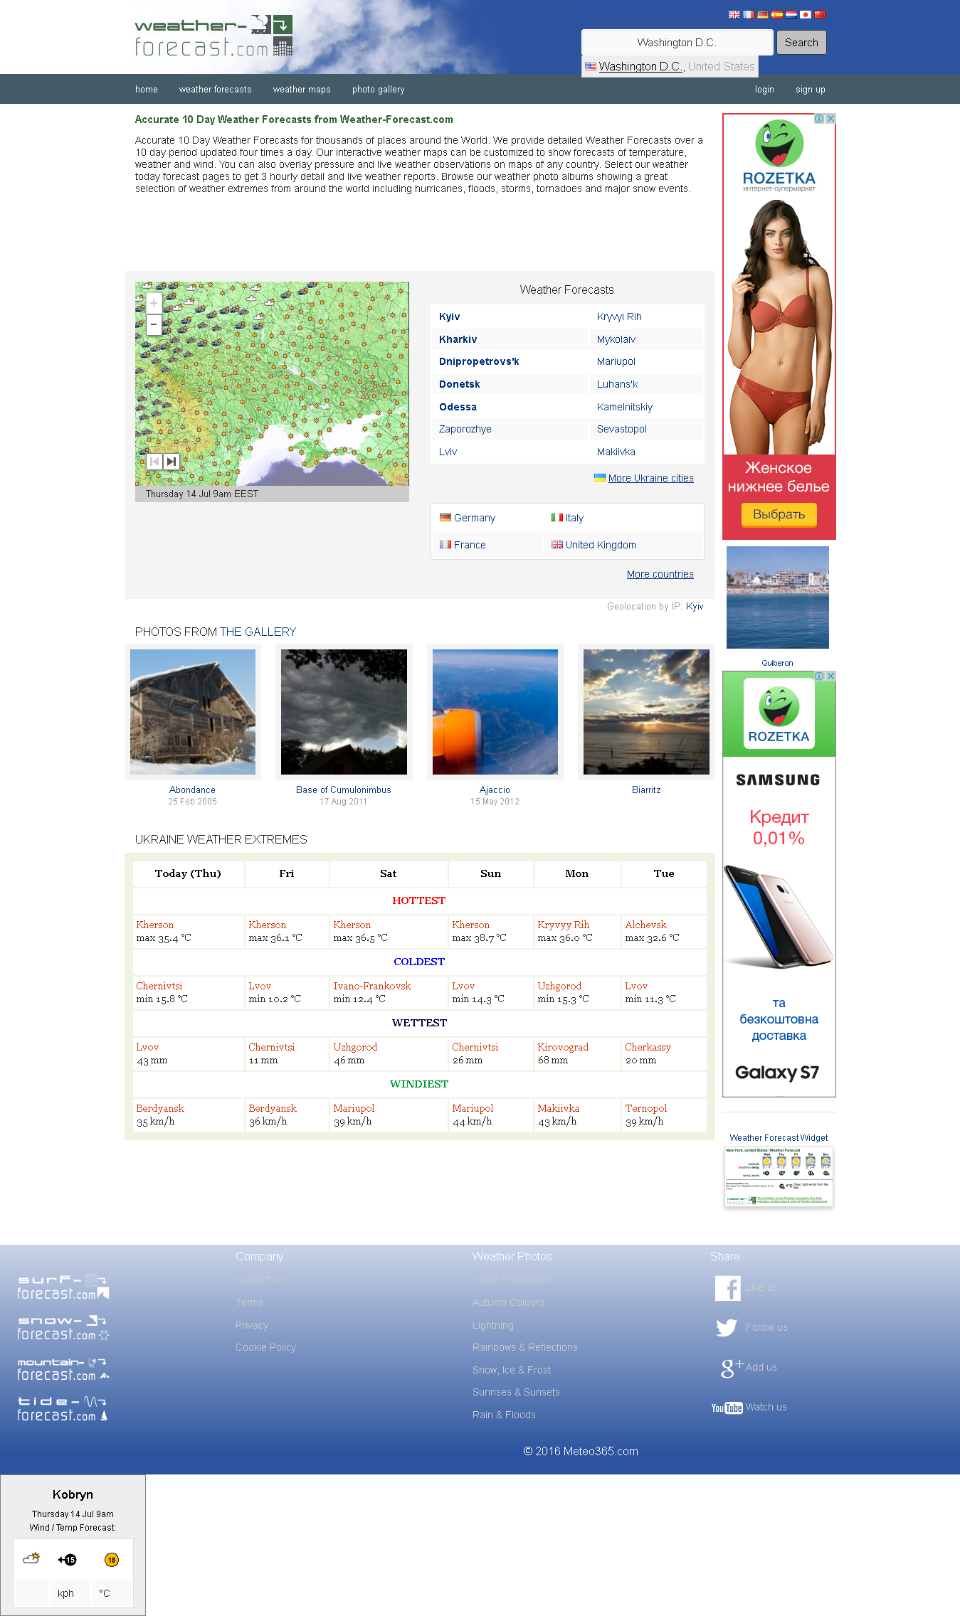 weather-
forecast.com
Washington D.C.
Search
Washington D.C., United States
home
weather forecasts
weather maps
photo gallery
login
sign up
Accurate 10 Day Weather Forecasts from Weather-Forecast.com
Accurate 10 Day Weather Forecasts for thousands of places around the World. We provide detailed Weather Forecasts over a
10 day period updated four times a day. Our interactive weather maps can be customized to show forecasts of temperature,
weather and wind. You can also overlay pressure and live weather observations on maps of any country. Select our weather
today forecast pages to get 3 hourly detail and live weather reports. Browse our weather photo albums showing a great
selection of weather extremes from around the world including hurricanes, floods, storms, tornadoes and major snow events.
ROZETKA
интернет-супермаркет
Женское
нижнее белье
Выбрать
+
−
Thursday 14 Jul 9am EEST
Weather Forecasts
Kyiv Kryvyi Rih
Kharkiv Mykolaiv
Dnipropetrovs'k Mariupol
Donetsk Luhans'k
Odessa Kamelnitskiy
Zaporozhye Sevastopol
Lviv Makiivka
More Ukraine cities
Germany Italy
France United Kingdom
More countries
Geolocation by IP: Kyiv
Quiberon
PHOTOS FROM THE GALLERY
Abondance
25 Feb 2005
Base of Cumulonimbus
17 Aug 2011
Ajaccio
15 May 2012
Biarritz
ROZETKA
SAMSUNG
Кредит
0,01%
та
безкоштовна
доставка
Galaxy S7
UKRAINE WEATHER EXTREMES
Today (Thu) Fri Sat Sun Mon Tue
HOTTEST
Kherson Kherson Kherson Kherson Kryvyy Rih Alchevsk
max 35.4 °C max 36.1 °C max 36.5 °C max 38.7 °C max 36.0 °C max 32.6 °C
COLDEST
Chernivtsi Lvov Ivano-Frankovsk Lvov Uzhgorod Lvov
min 15.8 °C min 10.2 °C min 12.4 °C min 14.3 °C min 15.3 °C min 11.3 °C
WETTEST
Lvov Chernivtsi Uzhgorod Chernivtsi Kirovograd Cherkassy
43 mm 11 mm 46 mm 26 mm 68 mm 20 mm
WINDIEST
Berdyansk Berdyansk Mariupol Mariupol Makiivka Ternopol
35 km/h 36 km/h 39 km/h 44 km/h 43 km/h 39 km/h
Weather Forecast Widget
New York, United States: Weather Forecast
surf-
forecast.com
snow-
forecast.com
mountain-
forecast.com
tide-
forecast.com
Company
Contact us
Terms
Privacy
Cookie Policy
Weather Photos
Cloud Formations
Autumn Colours
Lightning
Rainbows & Reflections
Snow, Ice & Frost
Sunrises & Sunsets
Rain & Floods
Share
Like us
Follow us
g+ Add us
YouTube Watch us
© 2016 Meteo365.com
Kobryn
Thursday 14 Jul 9am
Wind / Temp Forecast:
15 18
kph °C